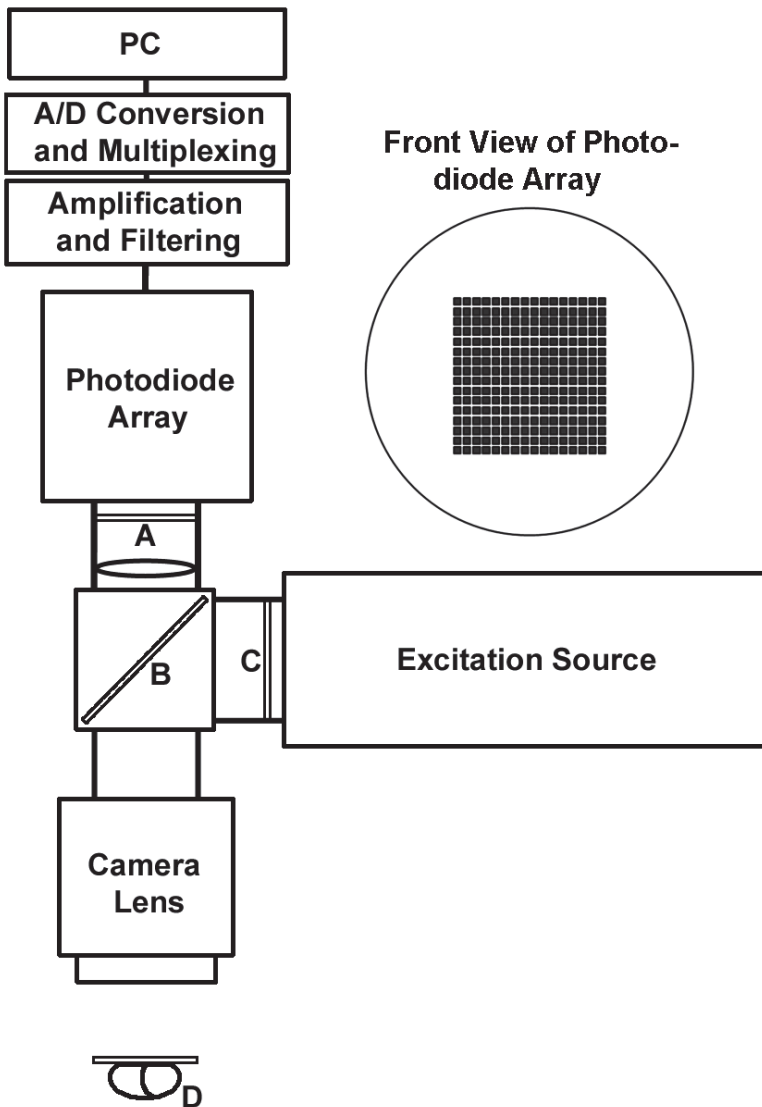 PC
A/D Conversion
and Multiplexing
Amplification
and Filtering
Front View of Photo-
diode Array
Photodiode
Array
A
B
C
Excitation Source
Camera
Lens
D